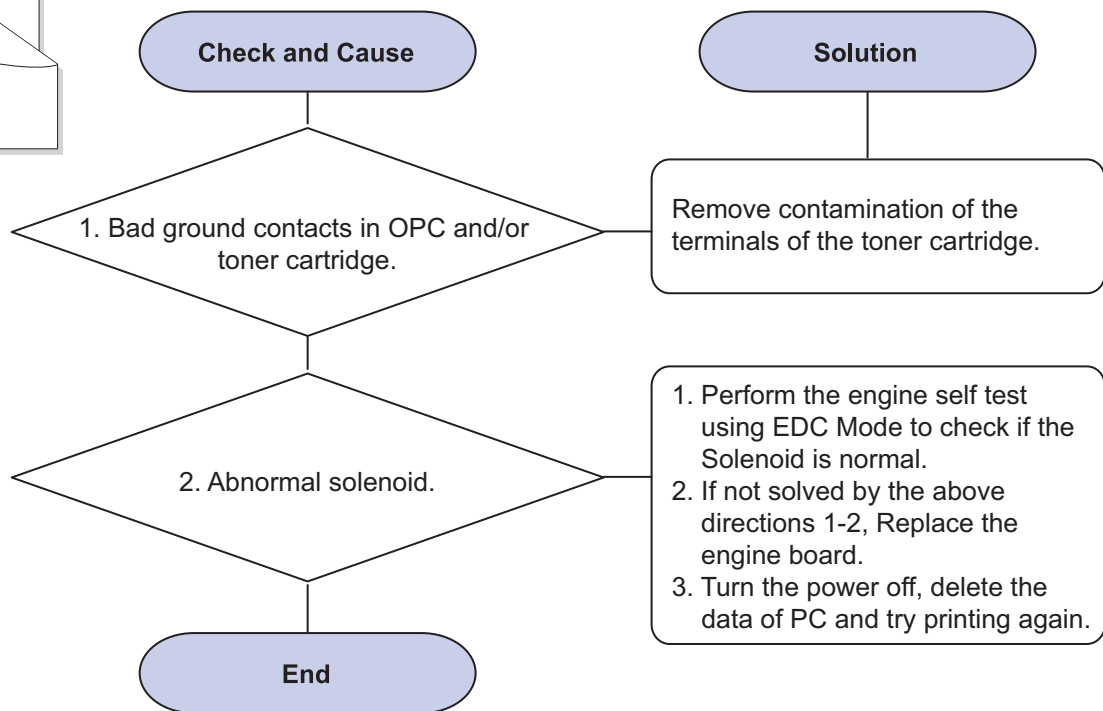 Check and Cause
Solution
1. Bad ground contacts in OPC and/or
toner cartridge.
Remove contamination of the
terminals of the toner cartridge.
2. Abnormal solenoid.
1. Perform the engine self test
using EDC Mode to check if the
Solenoid is normal.
2. If not solved by the above
directions 1-2, Replace the
engine board.
3. Turn the power off, delete the
data of PC and try printing again.
End